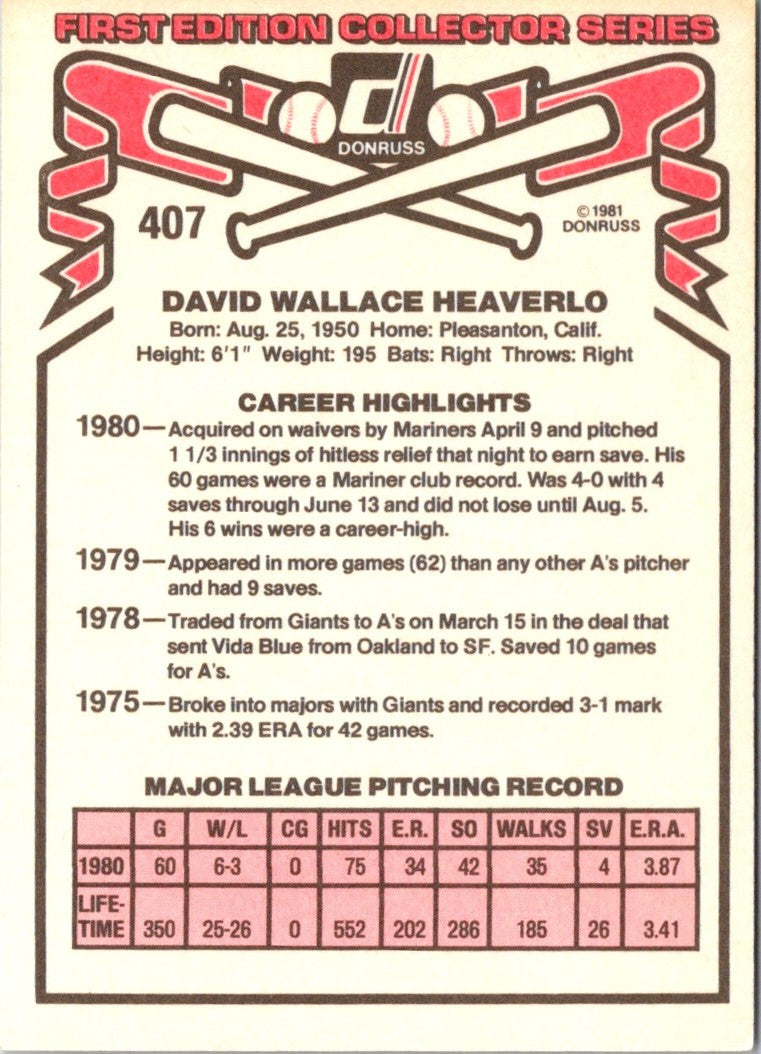 FIRST EDITION COLLECTOR SERIES
d
DONRUSS
407
© 1981
DONRUSS
DAVID WALLACE HEAVERLO
Born: Aug. 25, 1950 Home: Pleasanton, Calif.
Height: 6'1" Weight: 195 Bats: Right Throws: Right
CAREER HIGHLIGHTS
1980—Acquired on waivers by Mariners April 9 and pitched
1 1/3 innings of hitless relief that night to earn save. His
60 games were a Mariner club record. Was 4-0 with 4
saves through June 13 and did not lose until Aug. 5.
His 6 wins were a career-high.
1979—Appeared in more games (62) than any other A's pitcher
and had 9 saves.
1978—Traded from Giants to A's on March 15 in the deal that
sent Vida Blue from Oakland to SF. Saved 10 games
for A's.
1975—Broke into majors with Giants and recorded 3-1 mark
with 2.39 ERA for 42 games.
MAJOR LEAGUE PITCHING RECORD
G W/L CG HITS E.R. SO WALKS SV E.R.A.
1980 60 6-3 0 75 34 42 35 4 3.87
LIFE-
TIME 350 25-26 0 552 202 286 185 26 3.41